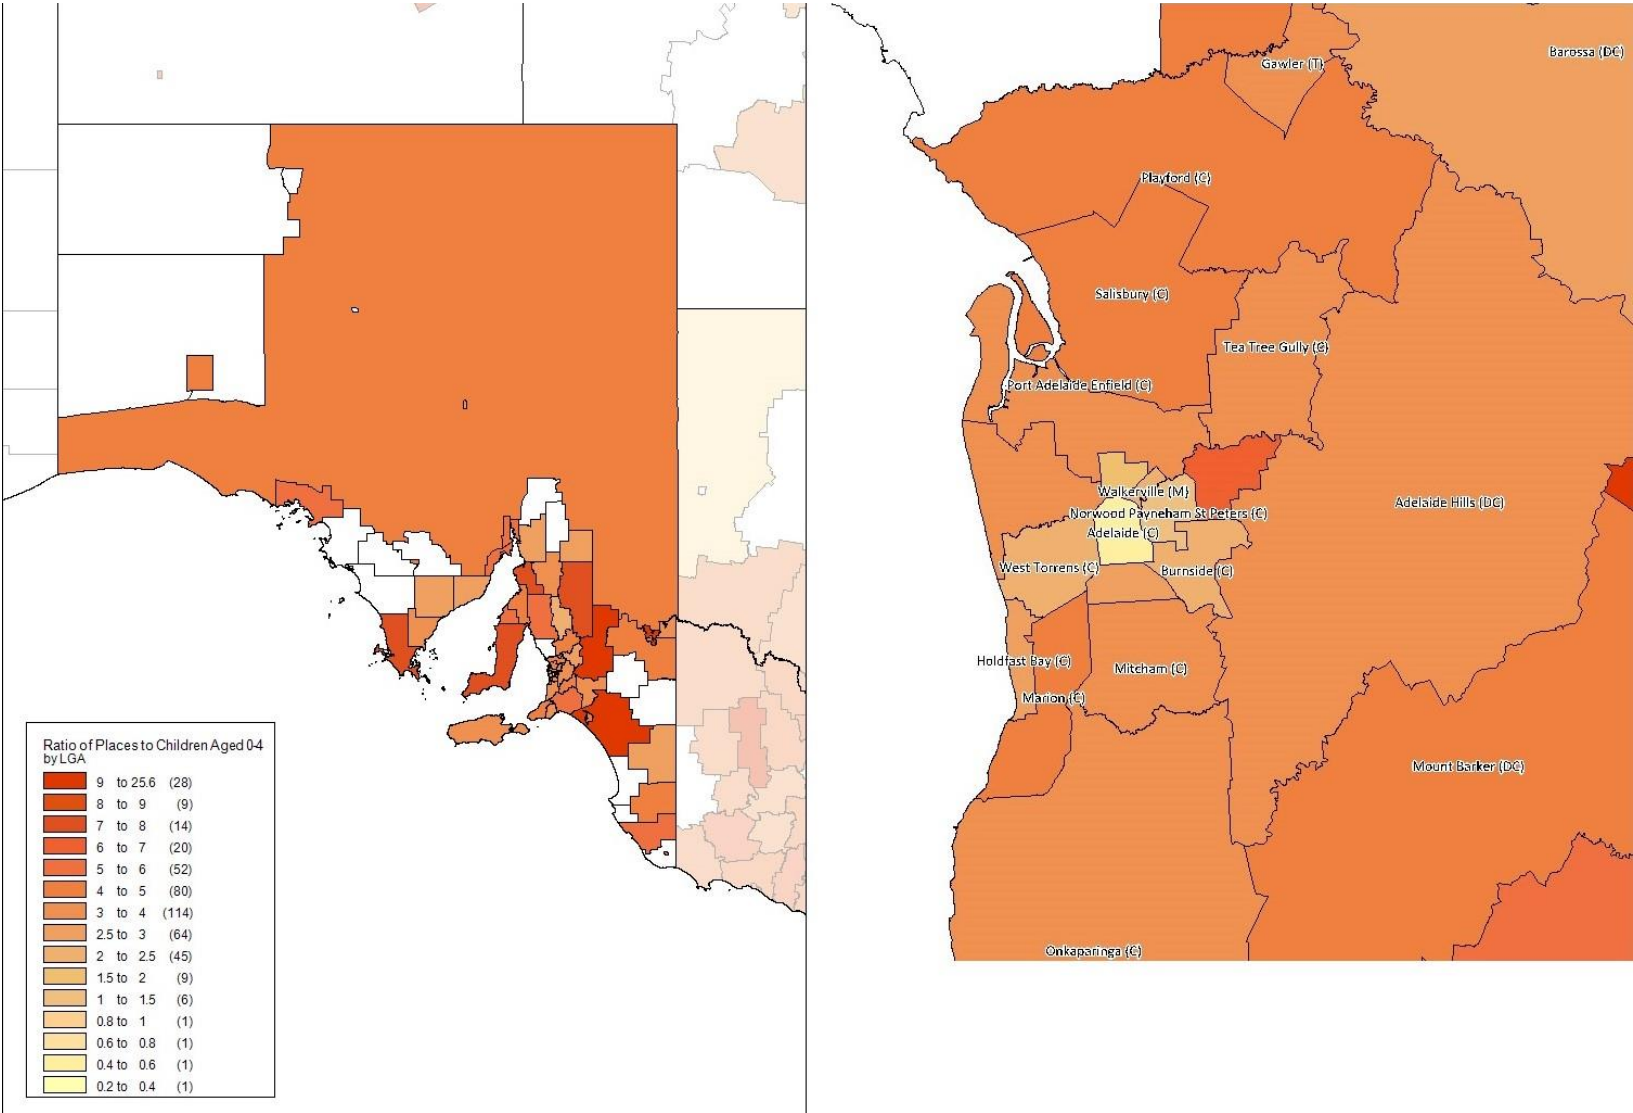 Ratio of Places to Children Aged 0-4
by LGA
9 to 25.6 (28)
8 to 9 (9)
7 to 8 (14)
6 to 7 (20)
5 to 6 (52)
4 to 5 (80)
3 to 4 (114)
2.5 to 3 (64)
2 to 2.5 (45)
1.5 to 2 (9)
1 to 1.5 (6)
0.8 to 1 (1)
0.6 to 0.8 (1)
0.4 to 0.6 (1)
0.2 to 0.4 (1)
Barossa (DC)
Gawler (T)
Playford (C)
Salisbury (C)
Tea Tree Gully (C)
Port Adelaide Enfield (C)
Walkerville (M)
Adelaide Hills (DC)
Norwood Payneham St Peters (C)
Adelaide (C)
West Torrens (C)
Burnside (C)
Holdfast Bay (C)
Mitcham (C)
Marion (C)
Mount Barker (DC)
Onkaparinga (C)